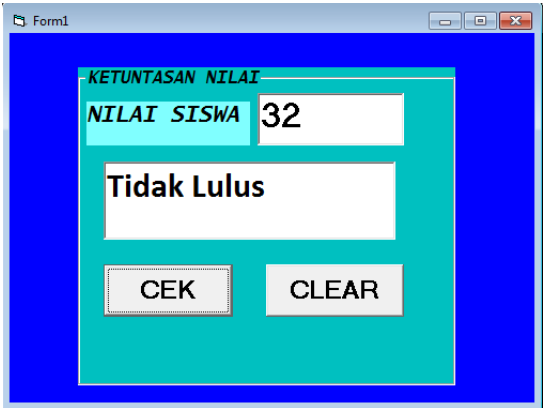 Form1
KETUNTASAN NILAI
NILAI SISWA 32
Tidak Lulus
CEK CLEAR